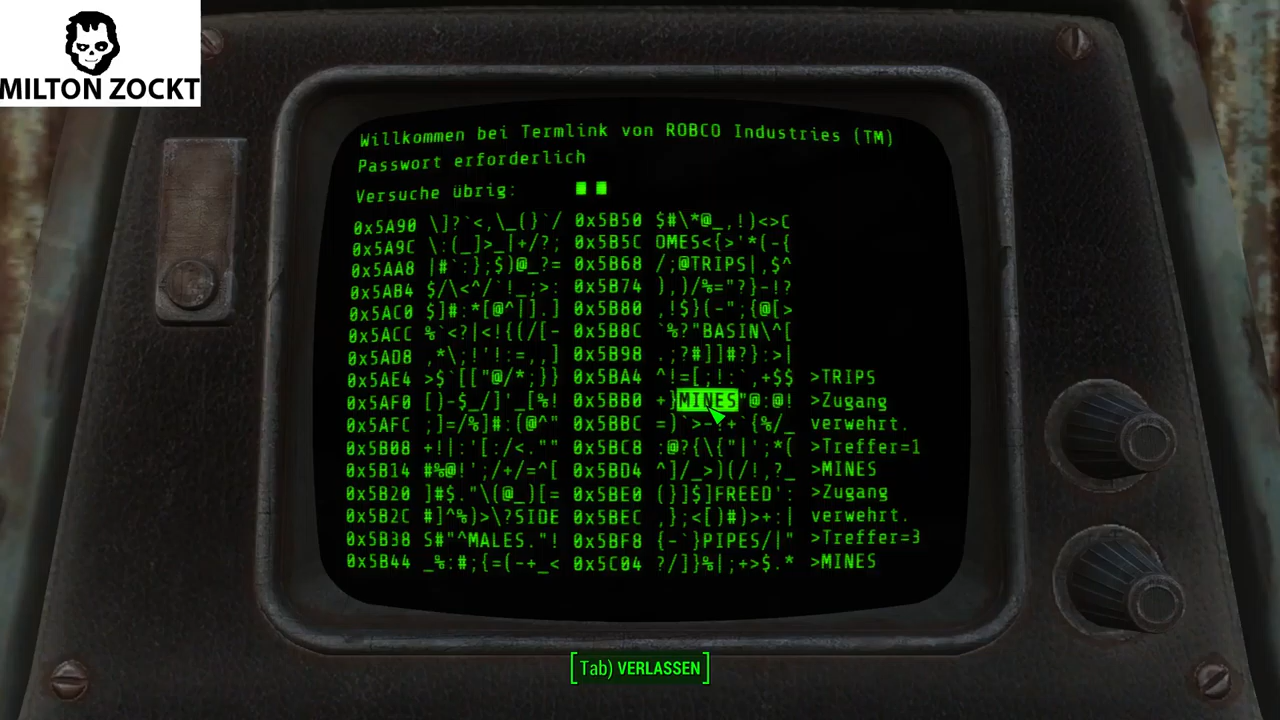 MILTON ZOCKT
Willkommen bei Termlink von ROBCO Industries (TM)
Passwort erforderlich
Versuche übrig:
0x5A90 \]?`<,\_(}`/ 0x5B50 $#\*@_,!)<>[
0x5A9C \:(_]>_|+/?; 0x5B5C OMES<{>'*(-{
0x5AA8 |#`:};$)@_?= 0x5B68 /;@TRIPS|,$^
0x5AB4 $/\<^/`!_;>: 0x5B74 ),)/%="?}-!?
0x5AC0 $]#:*[@^|].] 0x5B80 ,!$}(-";{@[>
0x5ACC %`<?|<!{(/[- 0x5B8C `%?"BASIN\^[
0x5AD8 ,*\;!'!:=,,] 0x5B98 .;?#]]#?}:>|
0x5AE4 >$`[["@/*;}} 0x5BA4 ^!=[;!:`,+$$ >TRIPS
0x5AF0 [)-$_/]'_[%! 0x5BB0 +}MINES"@:@! >Zugang
0x5AFC ;]=/%]#:(@^" 0x5BBC =)`>-!+`{%/_ verwehrt.
0x5B08 +!|:'[:/<."" 0x5BC8 :@?{\{"|';*( >Treffer=1
0x5B14 #%@!';/+/=^[ 0x5BD4 ^]/_>)(/!,?_ >MINES
0x5B20 ]#$."\(@_)[= 0x5BE0 (}]$]FREED': >Zugang
0x5B2C #]^%)>\?SIDE 0x5BEC ,};<[)#)>+:| verwehrt.
0x5B38 S#"^MALES."! 0x5BF8 {-`}PIPES/|" >Treffer=3
0x5B44 _%:#;{=(-+_< 0x5C04 ?/]}%|;+>$.* >MINES
[Tab) VERLASSEN]